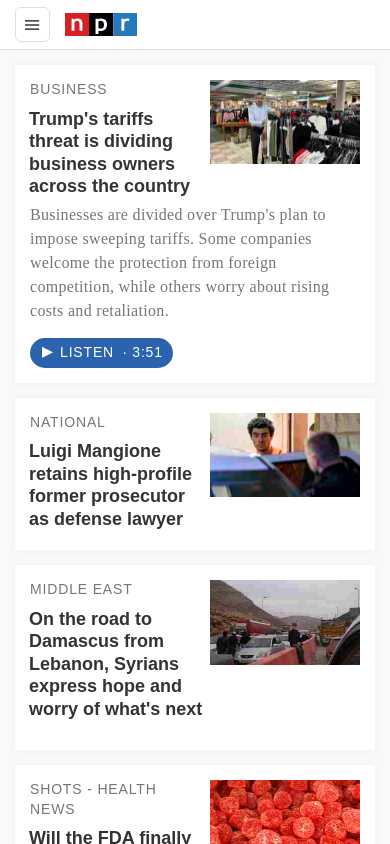 npr
BUSINESS
Trump's tariffs
threat is dividing
business owners
across the country
Businesses are divided over Trump's plan to
impose sweeping tariffs. Some companies
welcome the protection from foreign
competition, while others worry about rising
costs and retaliation.
LISTEN · 3:51
NATIONAL
Luigi Mangione
retains high-profile
former prosecutor
as defense lawyer
MIDDLE EAST
On the road to
Damascus from
Lebanon, Syrians
express hope and
worry of what's next
SHOTS - HEALTH
NEWS
Will the FDA finally